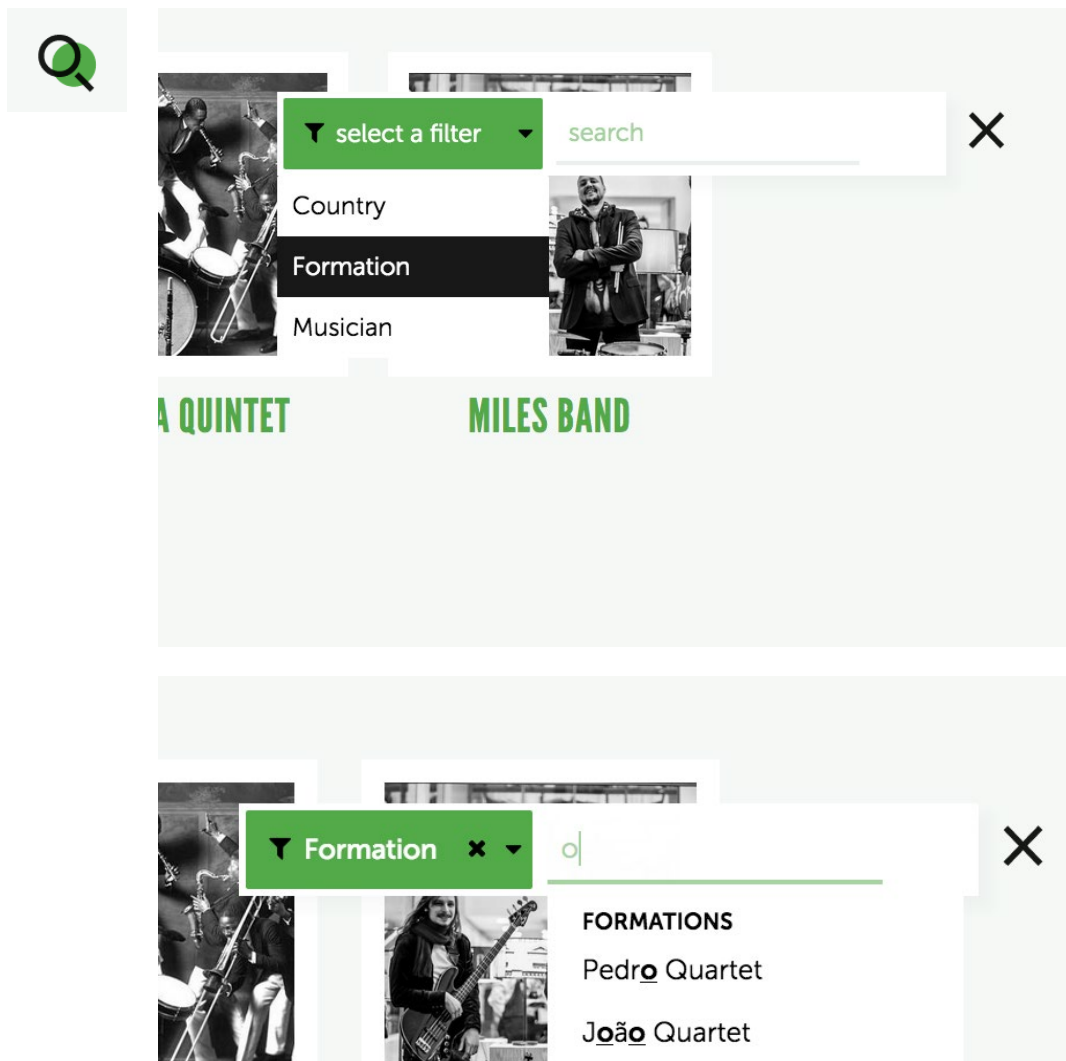 select a filter
search
Country
Formation
Musician
A QUINTET
MILES BAND
Formation
o
FORMATIONS
Pedro Quartet
João Quartet